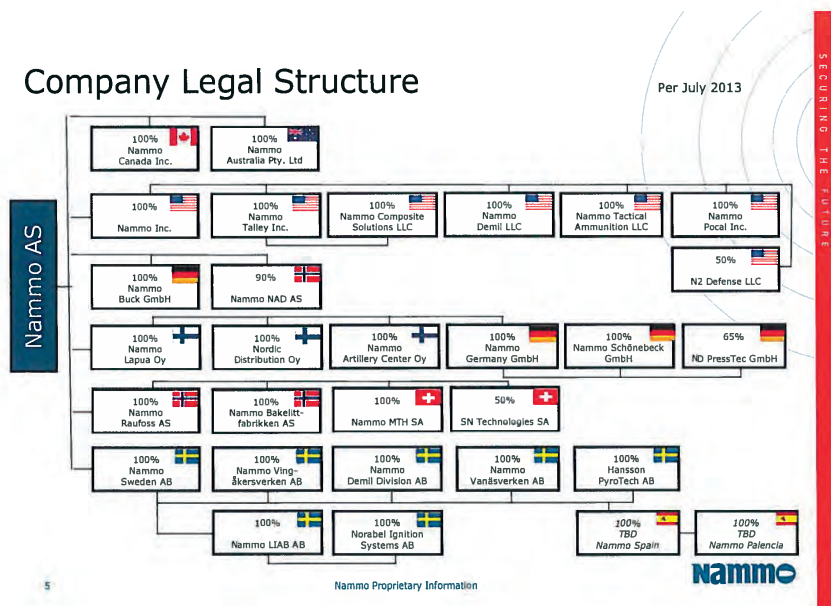 Company Legal Structure
Per July 2013
SECURING THE FUTURE
Nammo AS
100%
Nammo
Canada Inc.
100%
Nammo
Australia Pty. Ltd
100%
Nammo Inc.
100%
Nammo
Talley Inc.
100%
Nammo Composite
Solutions LLC
100%
Nammo
Demil LLC
100%
Nammo Tactical
Ammunition LLC
100%
Nammo
Pocal Inc.
50%
N2 Defense LLC
100%
Nammo
Buck GmbH
90%
Nammo NAD AS
100%
Nammo
Lapua Oy
100%
Nordic
Distribution Oy
100%
Nammo
Artillery Center Oy
100%
Nammo
Germany GmbH
100%
Nammo Schönebeck
GmbH
65%
ND PressTec GmbH
100%
Nammo
Raufoss AS
100%
Nammo Bakelitt-
fabrikken AS
100%
Nammo MTH SA
50%
SN Technologies SA
100%
Nammo
Sweden AB
100%
Nammo Ving-
åkersverken AB
100%
Nammo
Demil Division AB
100%
Nammo
Vanäsverken AB
100%
Hansson
PyroTech AB
100%
Nammo LIAB AB
100%
Norabel Ignition
Systems AB
100%
TBD
Nammo Spain
100%
TBD
Nammo Palencia
5
Nammo Proprietary Information
Nammo